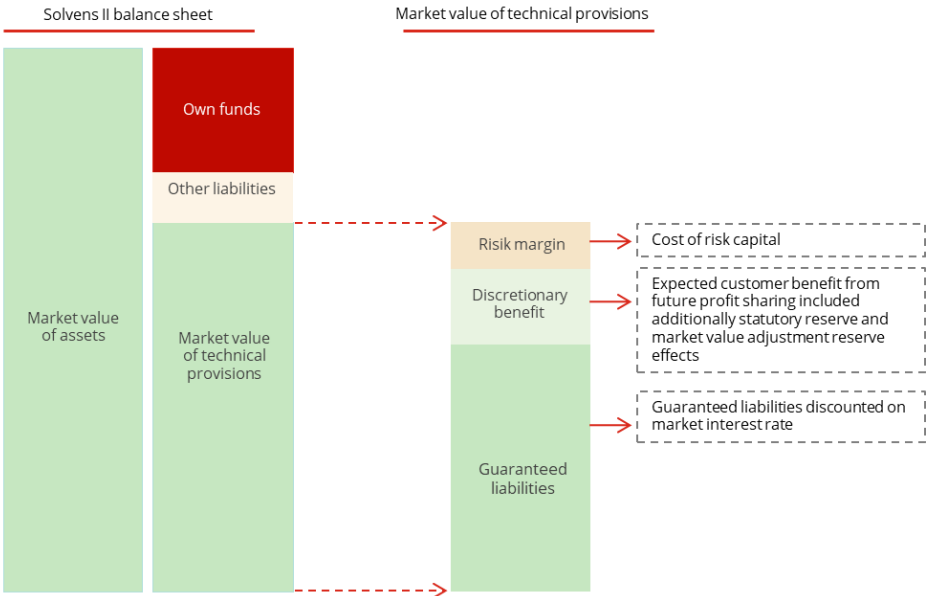 Solvens II balance sheet
Market value of technical provisions
Own funds
Other liabilities
Market value
of assets
Market value
of technical
provisions
Risik margin
Discretionary
benefit
Guaranteed
liabilities
Cost of risk capital
Expected customer benefit from
future profit sharing included
additionally statutory reserve and
market value adjustment reserve
effects
Guaranteed liabilities discounted on
market interest rate